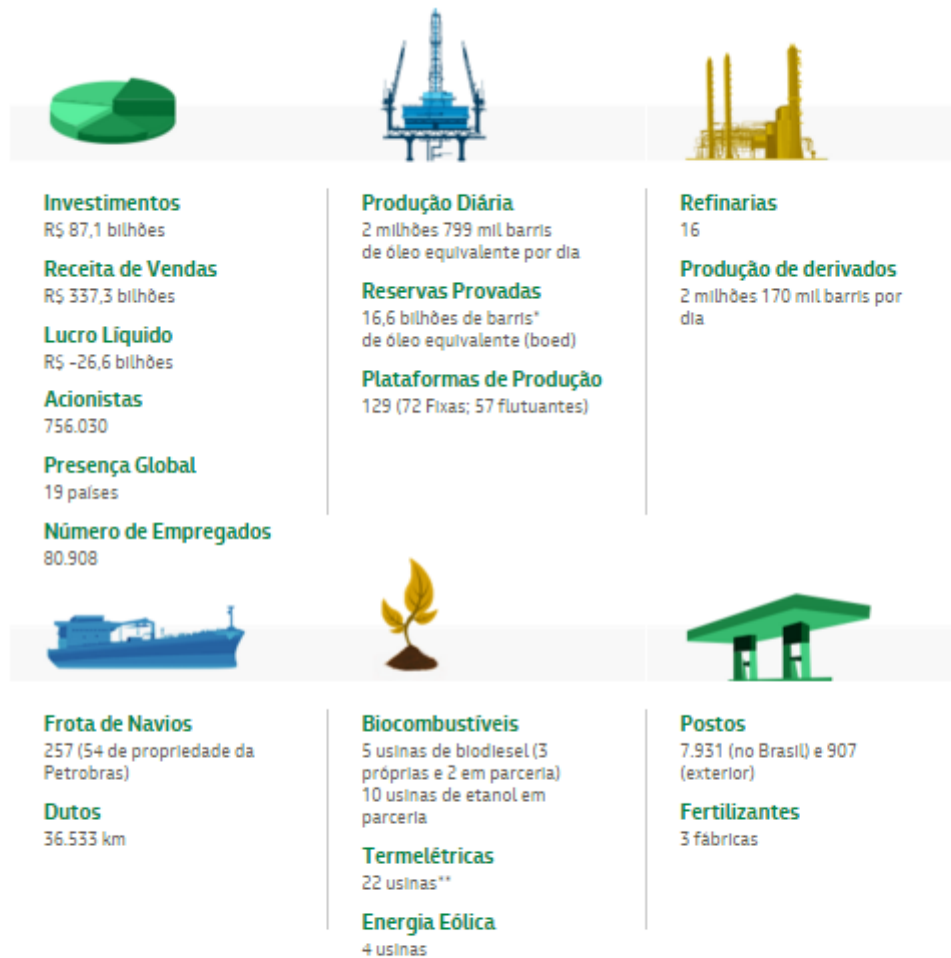 Investimentos
R$ 87,1 bilhões
Receita de Vendas
R$ 337,3 bilhões
Lucro Líquido
R$ -26,6 bilhões
Acionistas
756.030
Presença Global
19 países
Número de Empregados
80.908
Produção Diária
2 milhões 799 mil barris
de óleo equivalente por dia
Reservas Provadas
16,6 bilhões de barris*
de óleo equivalente (boed)
Plataformas de Produção
129 (72 Fixas; 57 flutuantes)
Refinarias
16
Produção de derivados
2 milhões 170 mil barris por
dia
Frota de Navios
257 (54 de propriedade da
Petrobras)
Dutos
36.533 km
Biocombustíveis
5 usinas de biodiesel (3
próprias e 2 em parceria)
10 usinas de etanol em
parceria
Termelétricas
22 usinas**
Energia Eólica
4 usinas
Postos
7.931 (no Brasil) e 907
(exterior)
Fertilizantes
3 fábricas